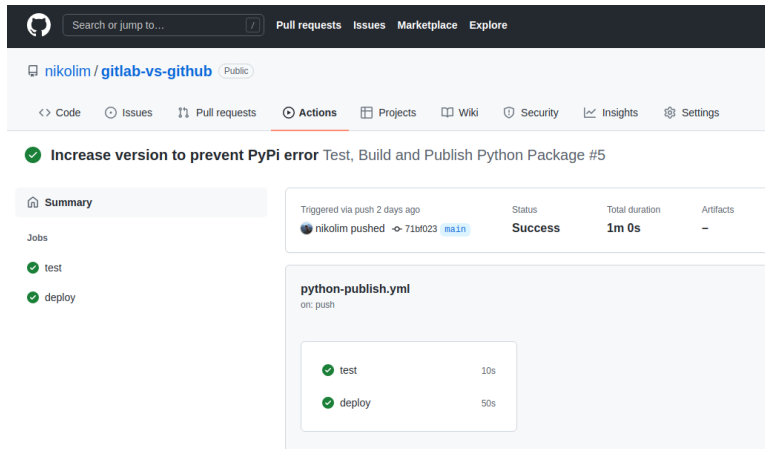 Search or jump to… / Pull requests Issues Marketplace Explore
nikolim / gitlab-vs-github Public
Code Issues Pull requests Actions Projects Wiki Security Insights Settings
Increase version to prevent PyPi error Test, Build and Publish Python Package #5
Summary
Jobs
test
deploy
Triggered via push 2 days ago Status Total duration Artifacts
nikolim pushed 71bf023 main Success 1m 0s –
python-publish.yml
on: push
test 10s
deploy 50s